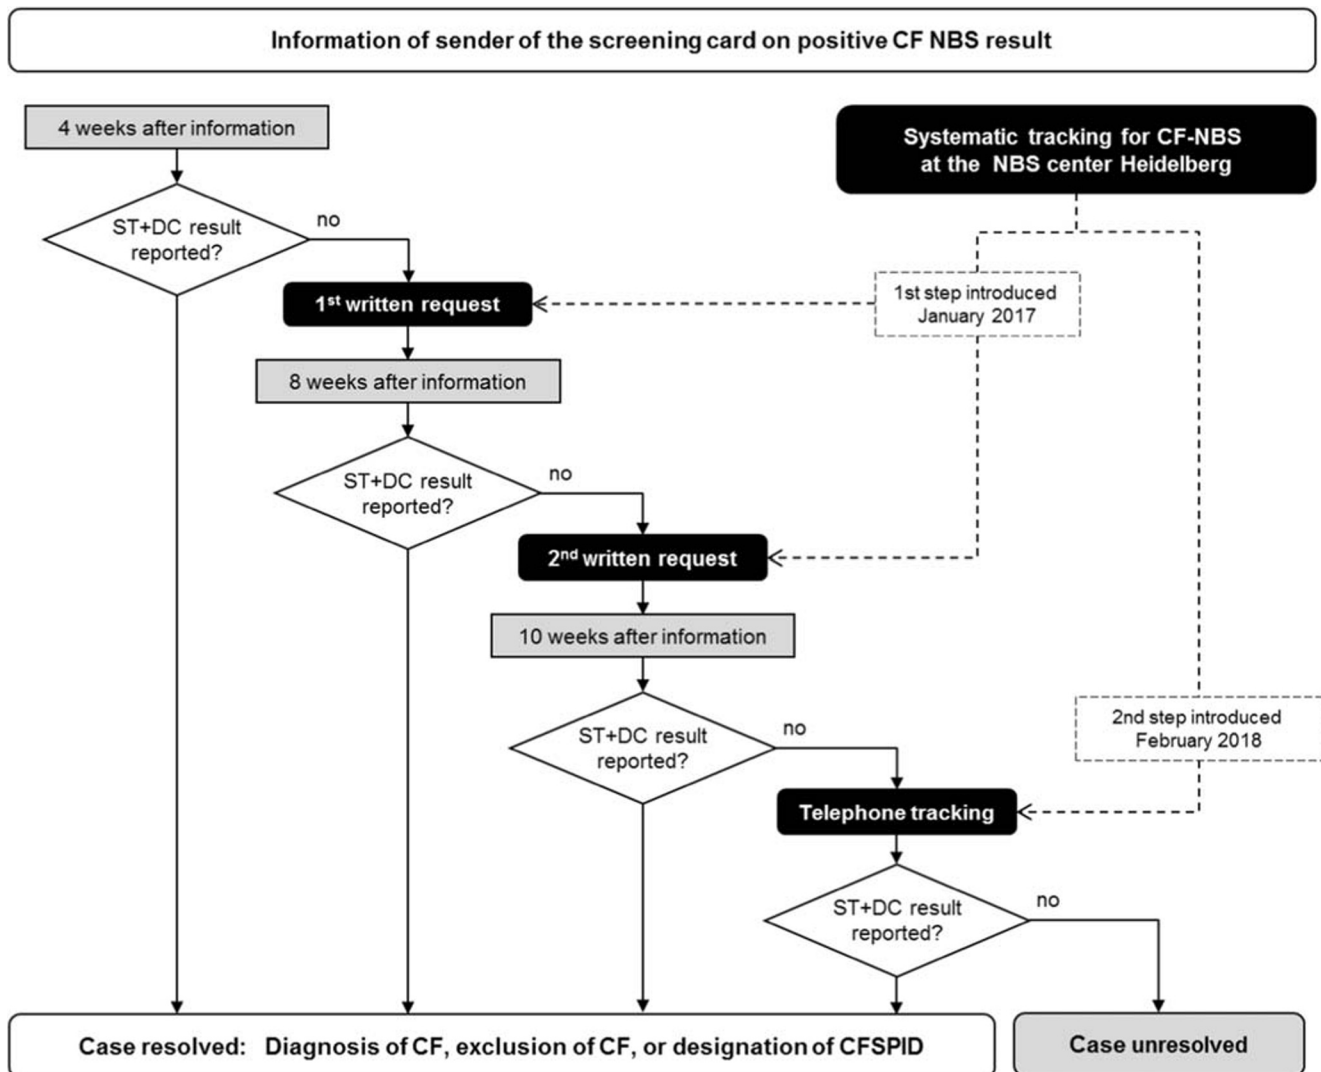 Information of sender of the screening card on positive CF NBS result
4 weeks after information
Systematic tracking for CF-NBS
at the NBS center Heidelberg
ST+DC result
reported?
no
1st written request
1st step introduced
January 2017
8 weeks after information
ST+DC result
reported?
no
2nd written request
10 weeks after information
ST+DC result
reported?
no
2nd step introduced
February 2018
Telephone tracking
ST+DC result
reported?
no
Case resolved: Diagnosis of CF, exclusion of CF, or designation of CFSPID
Case unresolved